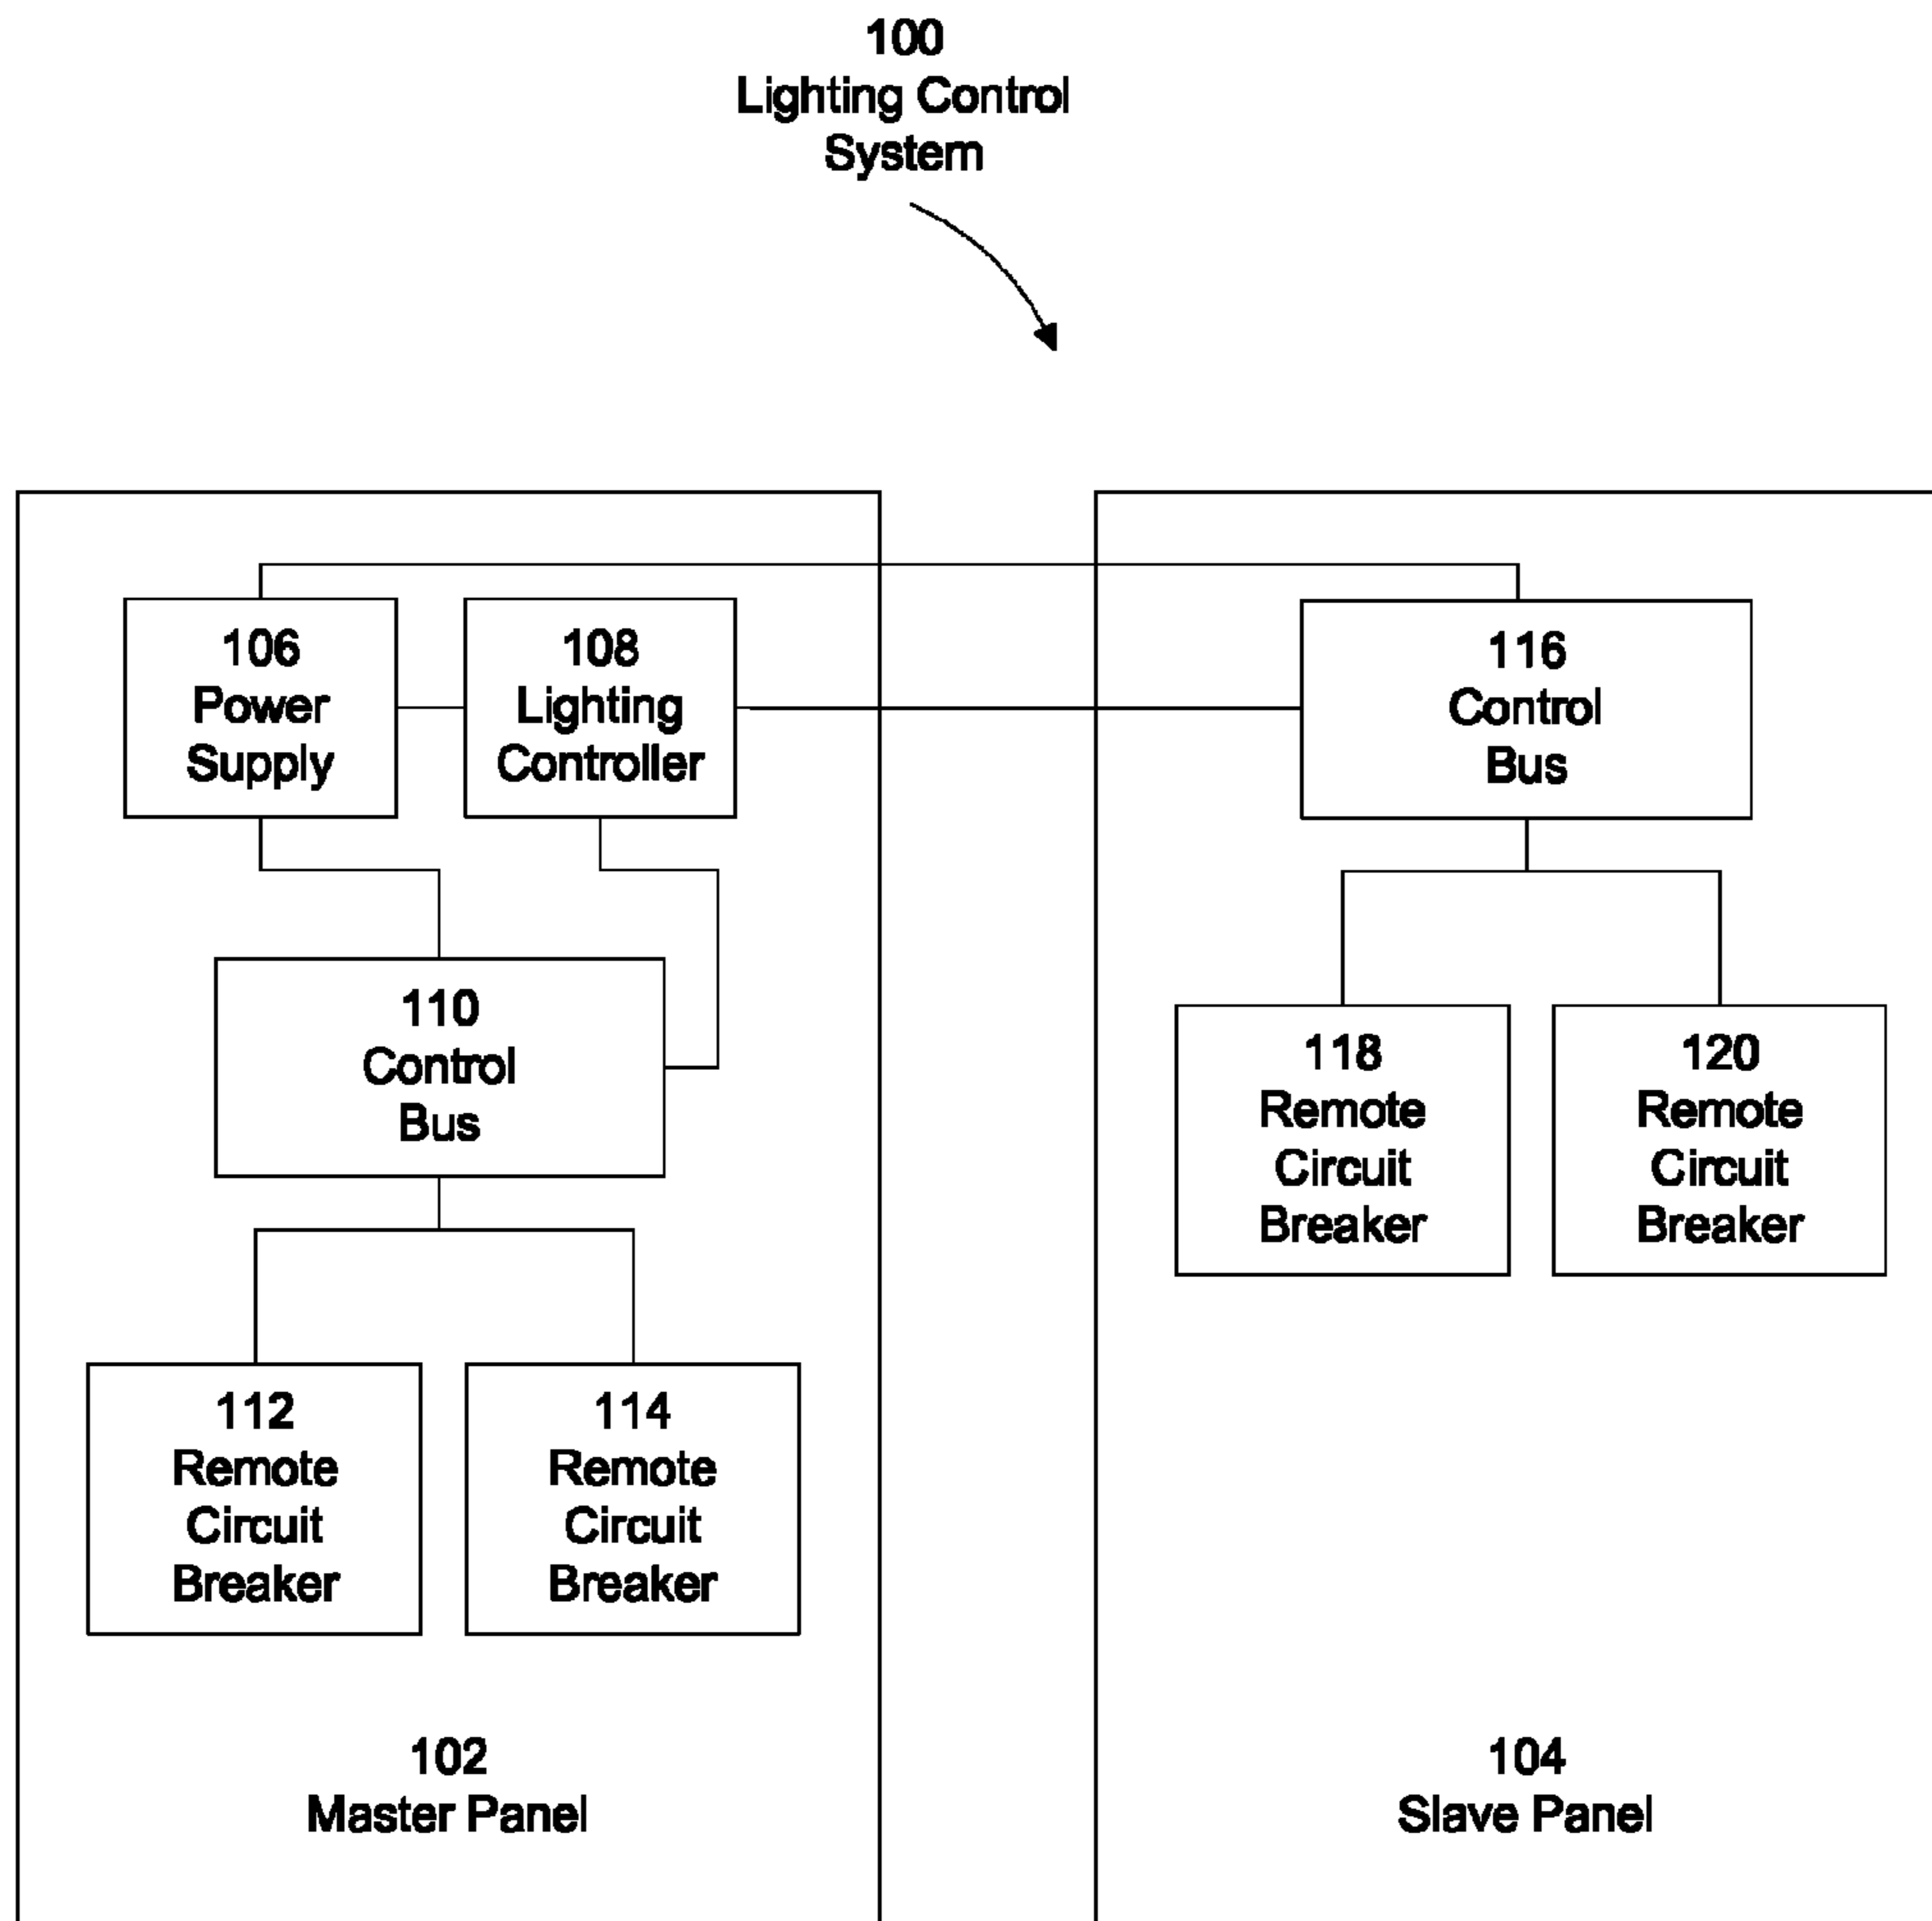 100
Lighting Control
System
106
Power
Supply
108
Lighting
Controller
116
Control
Bus
110
Control
Bus
118
Remote
Circuit
Breaker
120
Remote
Circuit
Breaker
112
Remote
Circuit
Breaker
114
Remote
Circuit
Breaker
102
Master Panel
104
Slave Panel